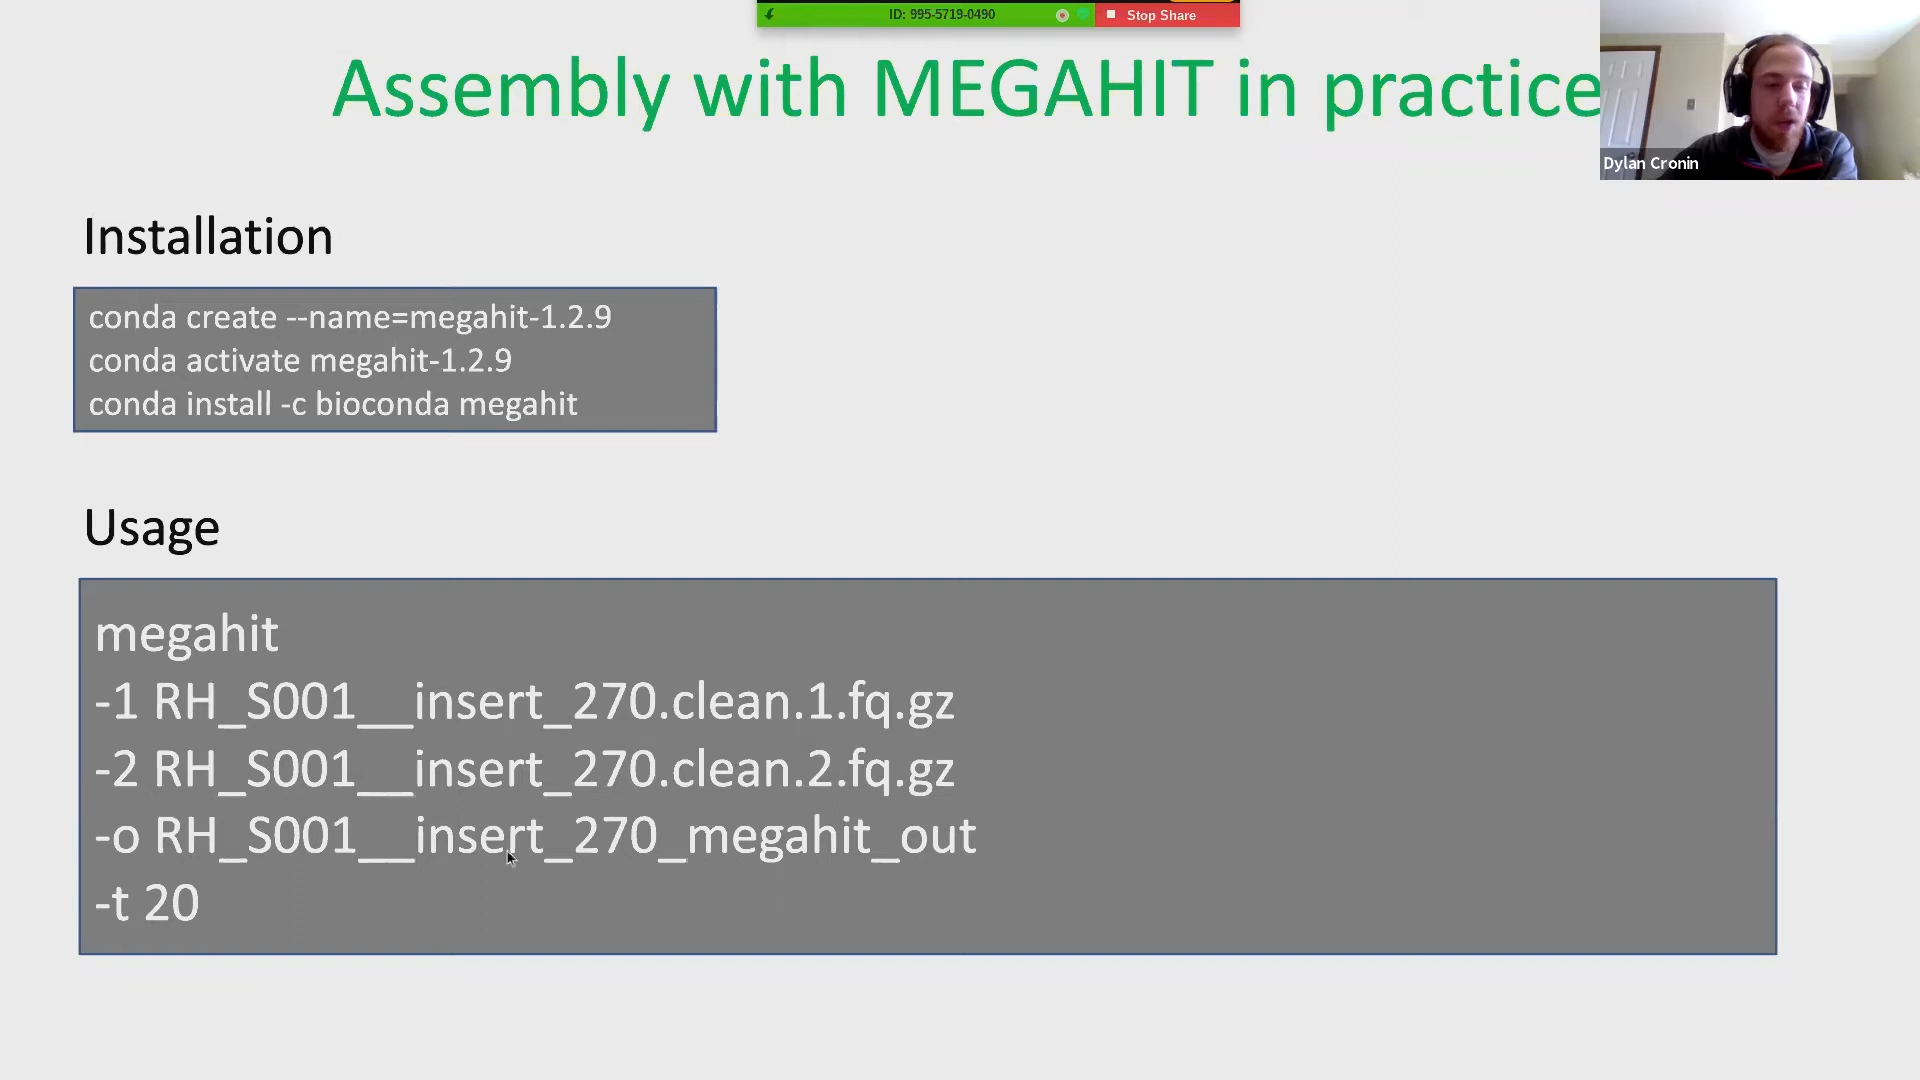 ID: 995-5719-0490
Stop Share
Assembly with MEGAHIT in practice
Dylan Cronin
Installation
conda create --name=megahit-1.2.9
conda activate megahit-1.2.9
conda install -c bioconda megahit
Usage
megahit
-1 RH_S001__insert_270.clean.1.fq.gz
-2 RH_S001__insert_270.clean.2.fq.gz
-o RH_S001__insert_270_megahit_out
-t 20